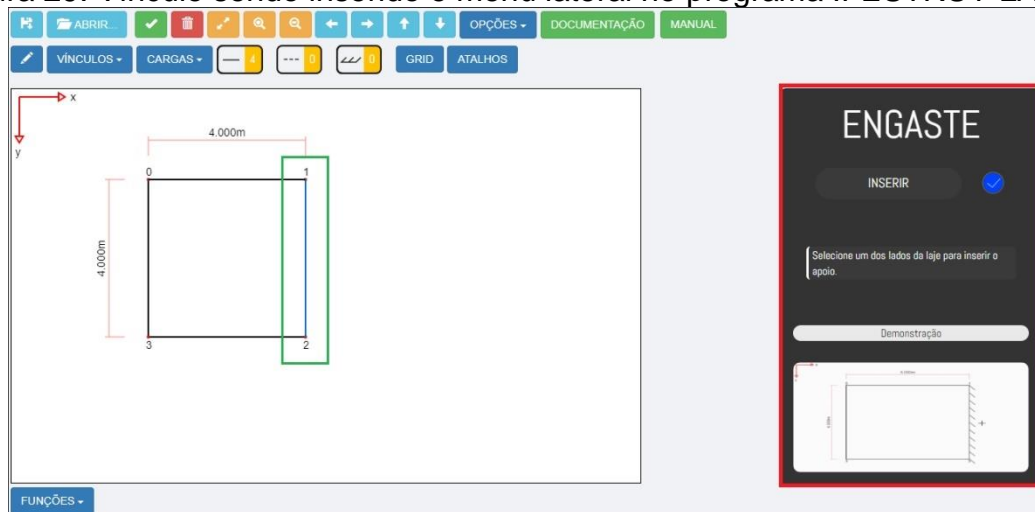 ABRIR...
OPÇÕES
DOCUMENTAÇÃO
MANUAL
VÍNCULOS
CARGAS
4
0
0
GRID
ATALHOS
x
y
4.000m
0
1
4.000m
3
2
ENGASTE
INSERIR
Selecione um dos lados da laje para inserir o
apoio.
Demonstração
FUNÇÕES